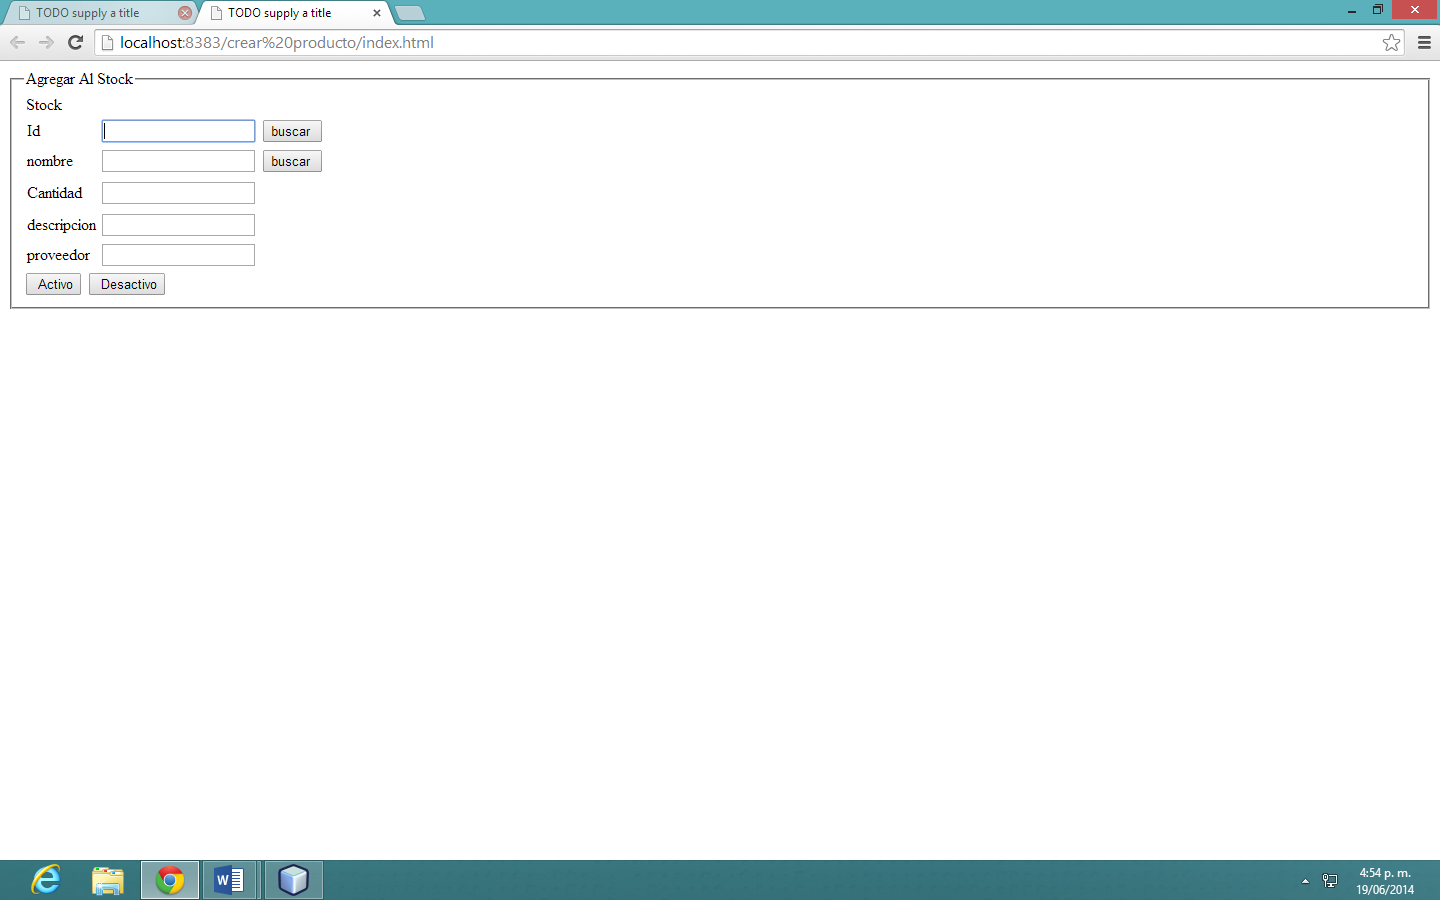 TODO supply a title
TODO supply a title
localhost:8383/crear%20producto/index.html
Agregar Al Stock
Stock
Id buscar
nombre buscar
Cantidad
descripcion
proveedor
Activo Desactivo
W
4:54 p. m.
19/06/2014